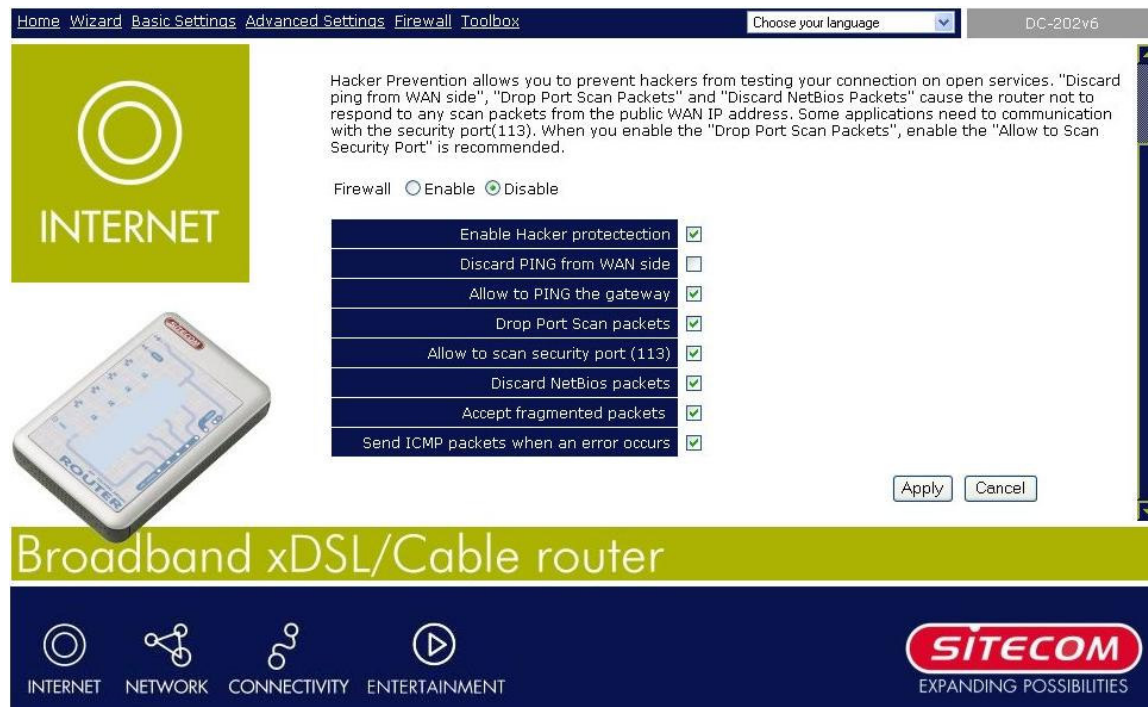 Home Wizard Basic Settings Advanced Settings Firewall Toolbox
Choose your language
DC-202v6
INTERNET
Hacker Prevention allows you to prevent hackers from testing your connection on open services. "Discard
ping from WAN side", "Drop Port Scan Packets" and "Discard NetBios Packets" cause the router not to
respond to any scan packets from the public WAN IP address. Some applications need to communication
with the security port(113). When you enable the "Drop Port Scan Packets", enable the "Allow to Scan
Security Port" is recommended.
Firewall Enable Disable
Enable Hacker protectection
Discard PING from WAN side
Allow to PING the gateway
Drop Port Scan packets
Allow to scan security port (113)
Discard NetBios packets
Accept fragmented packets
Send ICMP packets when an error occurs
Apply Cancel
SITECOM
ROUTER
Broadband xDSL/Cable router
INTERNET NETWORK CONNECTIVITY ENTERTAINMENT
SITECOM
EXPANDING POSSIBILITIES